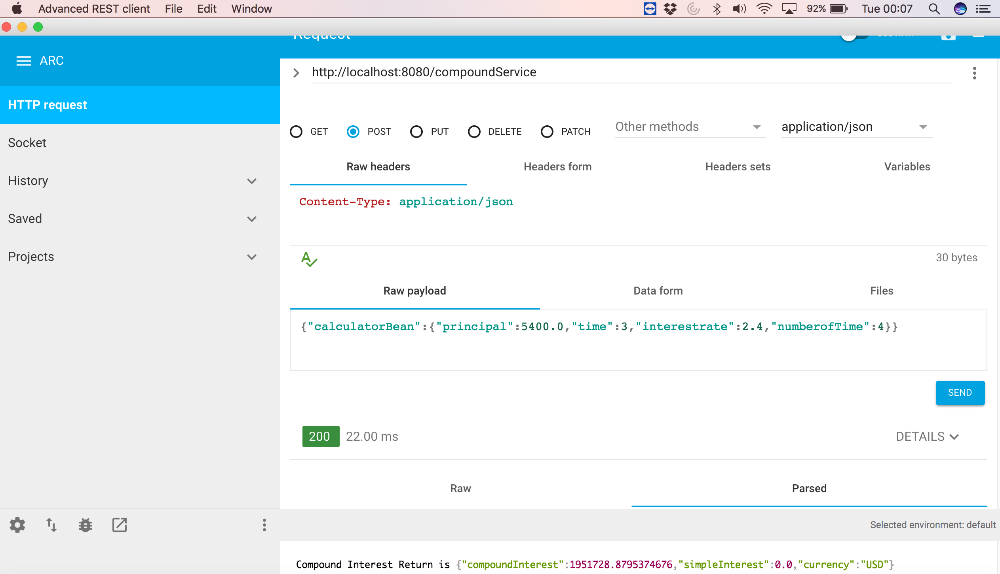 Advanced REST client File Edit Window 92% Tue 00:07
Request
ARC
http://localhost:8080/compoundService
HTTP request
GET POST PUT DELETE PATCH Other methods application/json
Socket
Raw headers Headers form Headers sets Variables
History
Content-Type: application/json
Saved
Projects
30 bytes
Raw payload Data form Files
{"calculatorBean":{"principal":5400.0,"time":3,"interestrate":2.4,"numberofTime":4}}
SEND
200 22.00 ms DETAILS
Raw Parsed
Selected environment: default
Compound Interest Return is {"compoundInterest":1951728.8795374676,"simpleInterest":0.0,"currency":"USD"}